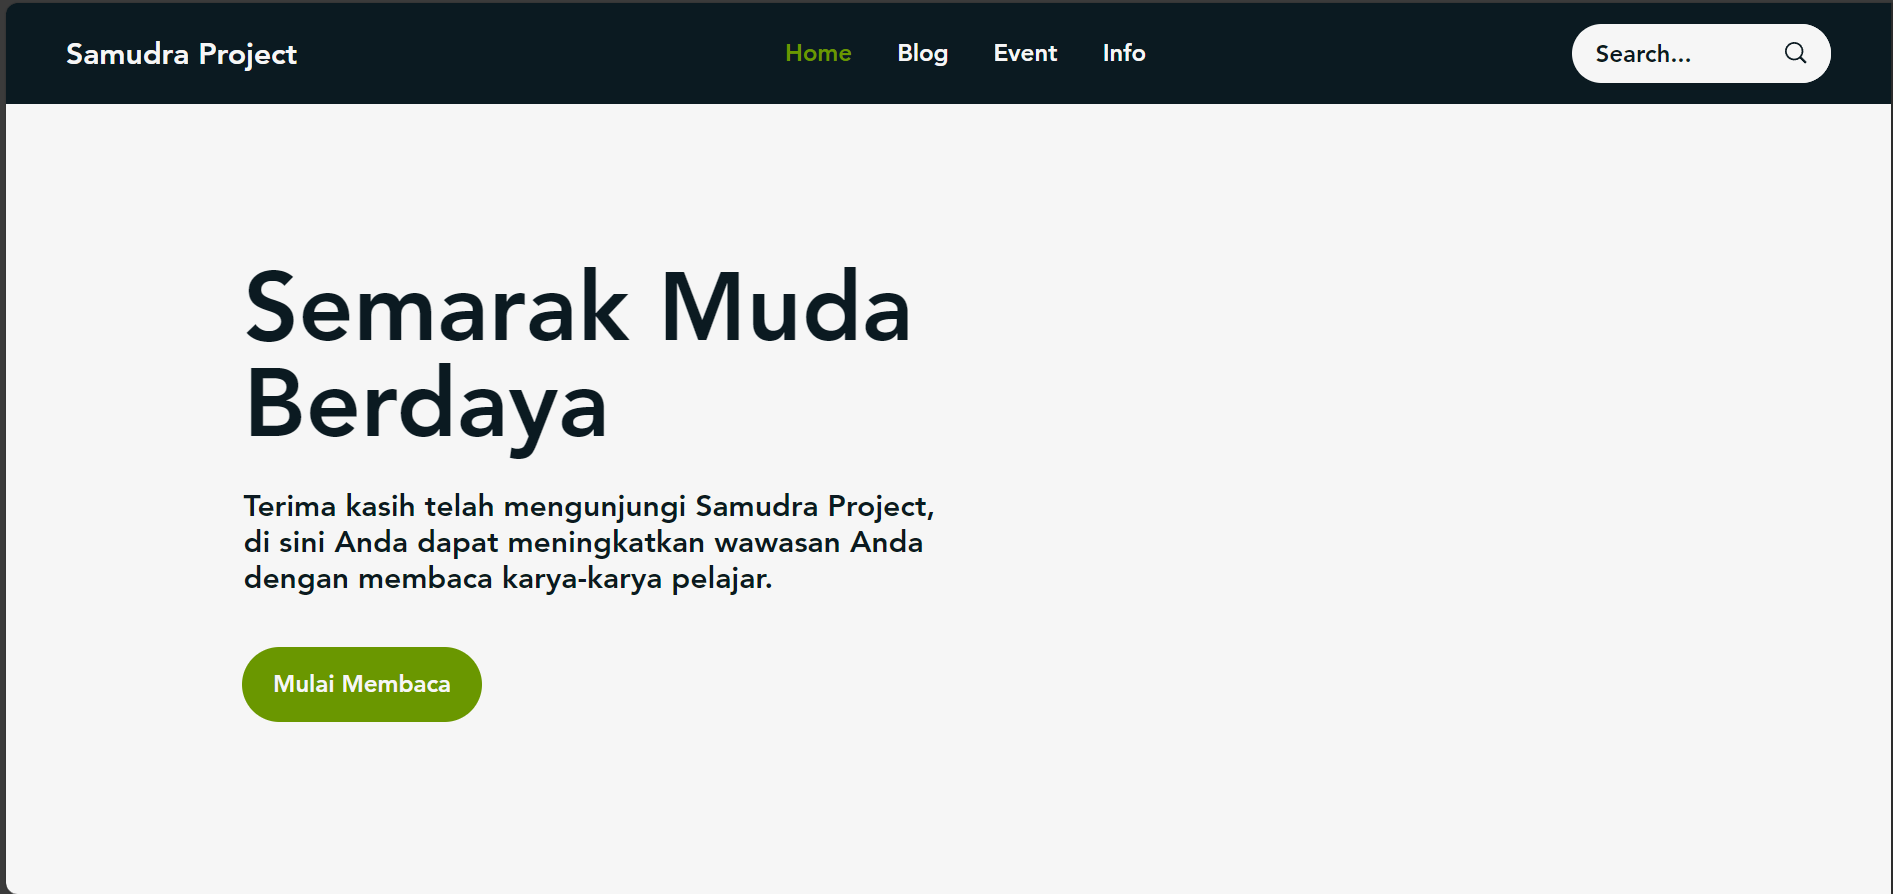 Samudra Project
Home
Blog
Event
Info
Search...
Semarak Muda
Berdaya
Terima kasih telah mengunjungi Samudra Project,
di sini Anda dapat meningkatkan wawasan Anda
dengan membaca karya-karya pelajar.
Mulai Membaca